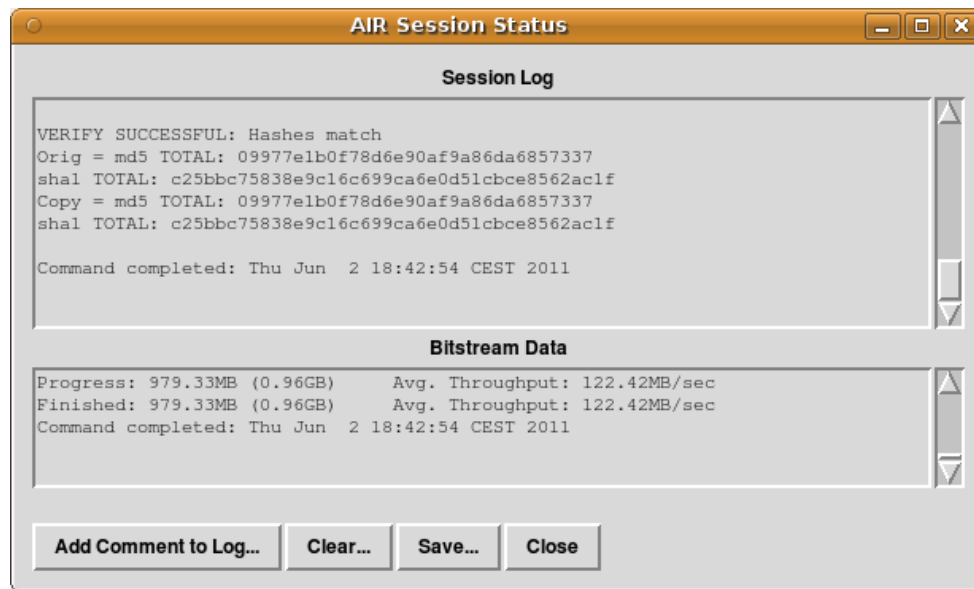 AIR Session Status
Session Log
VERIFY SUCCESSFUL: Hashes match
Orig = md5 TOTAL: 09977e1b0f78d6e90af9a86da6857337
sha1 TOTAL: c25bbc75838e9c16c699ca6e0d51cbce8562ac1f
Copy = md5 TOTAL: 09977e1b0f78d6e90af9a86da6857337
sha1 TOTAL: c25bbc75838e9c16c699ca6e0d51cbce8562ac1f
Command completed: Thu Jun  2 18:42:54 CEST 2011
Bitstream Data
Progress: 979.33MB (0.96GB)     Avg. Throughput: 122.42MB/sec
Finished: 979.33MB (0.96GB)     Avg. Throughput: 122.42MB/sec
Command completed: Thu Jun  2 18:42:54 CEST 2011
Add Comment to Log... Clear... Save... Close